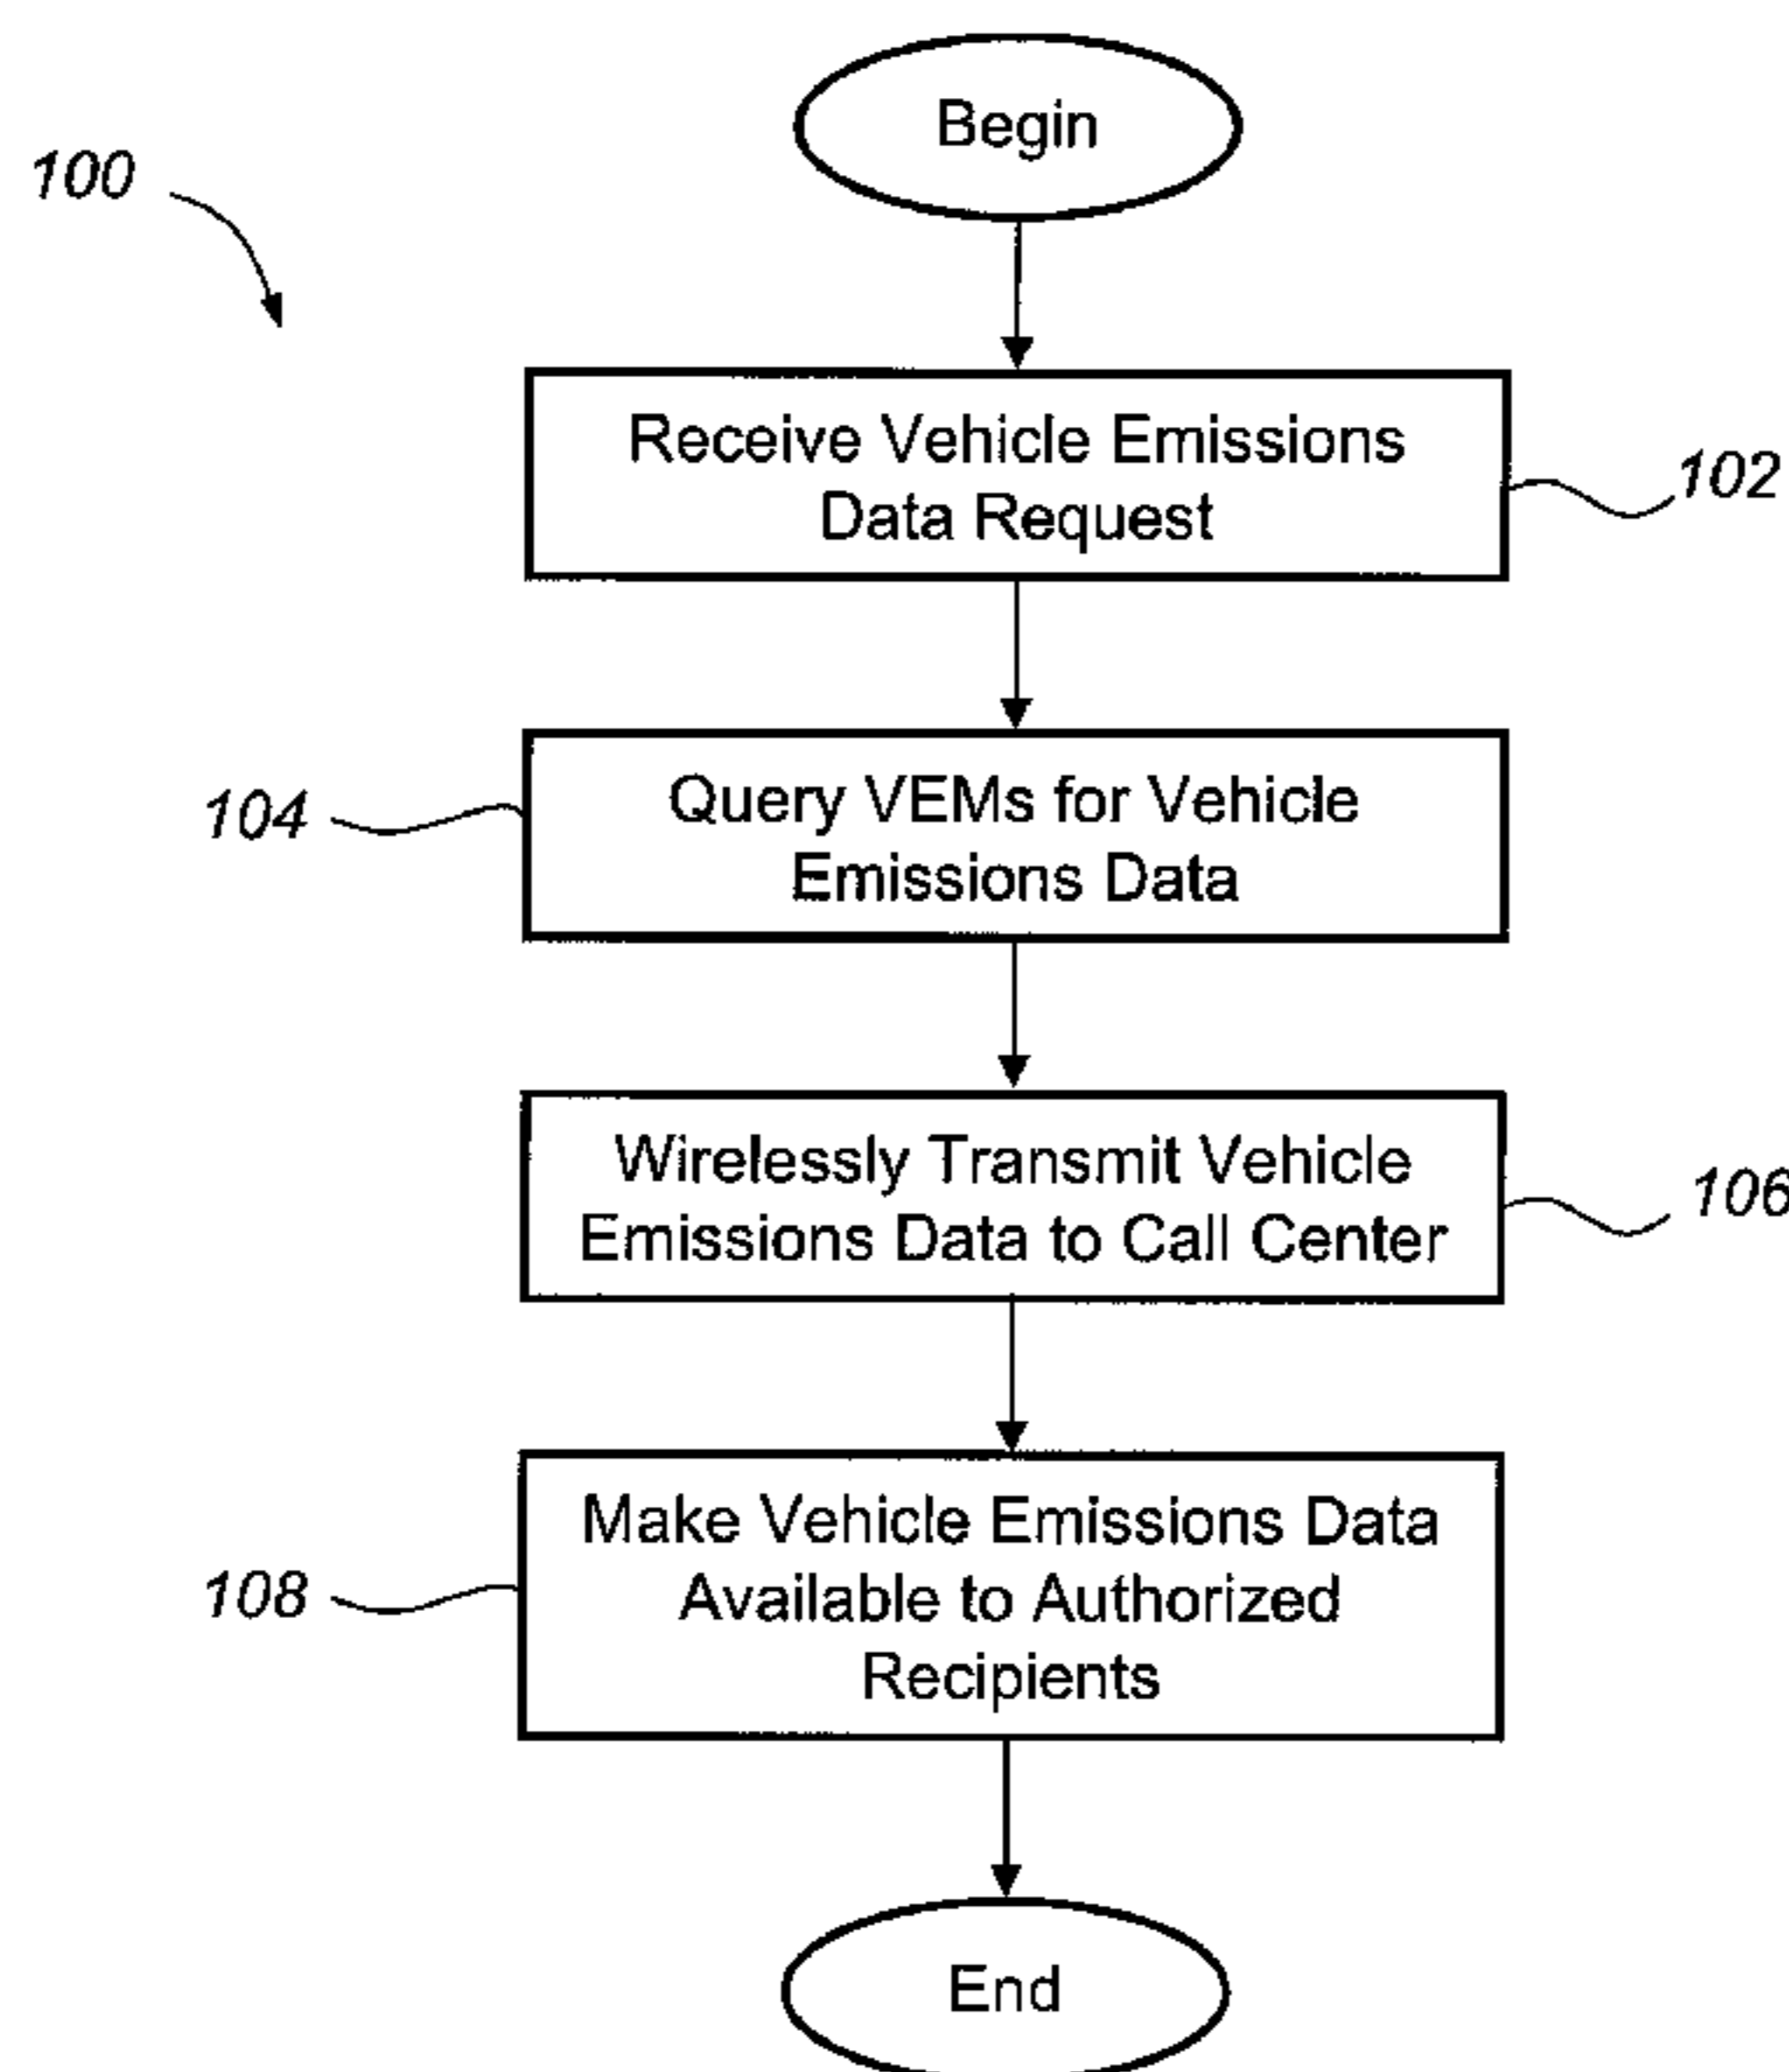 Begin
100
Receive Vehicle Emissions
Data Request
102
Query VEMs for Vehicle
Emissions Data
104
Wirelessly Transmit Vehicle
Emissions Data to Call Center
106
Make Vehicle Emissions Data
Available to Authorized
Recipients
108
End